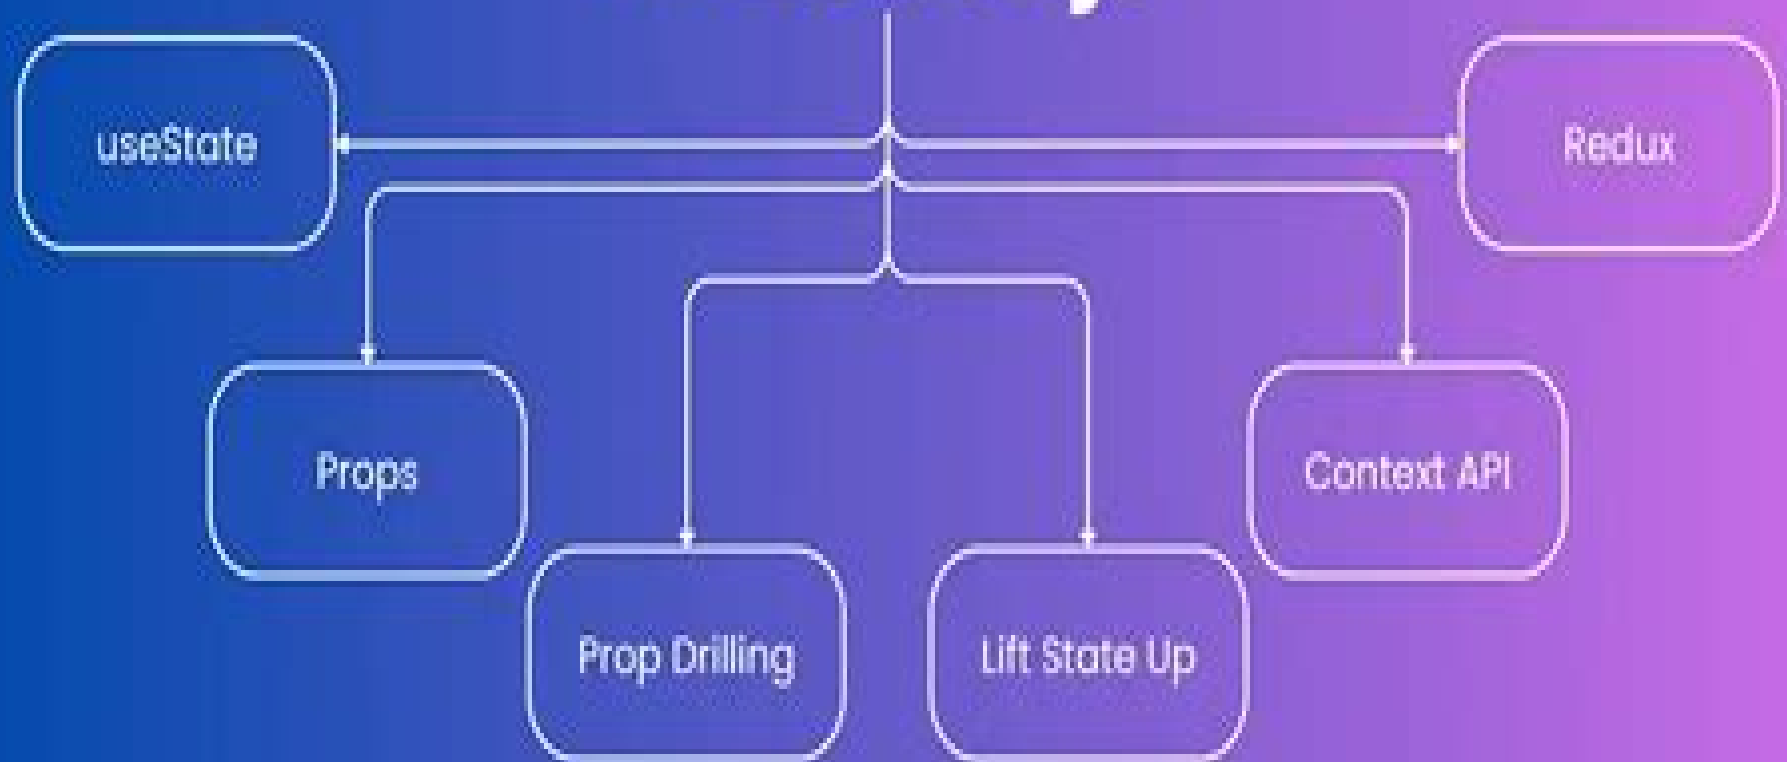 useState
Redux
Props
Context API
Prop Drilling
Lift State Up